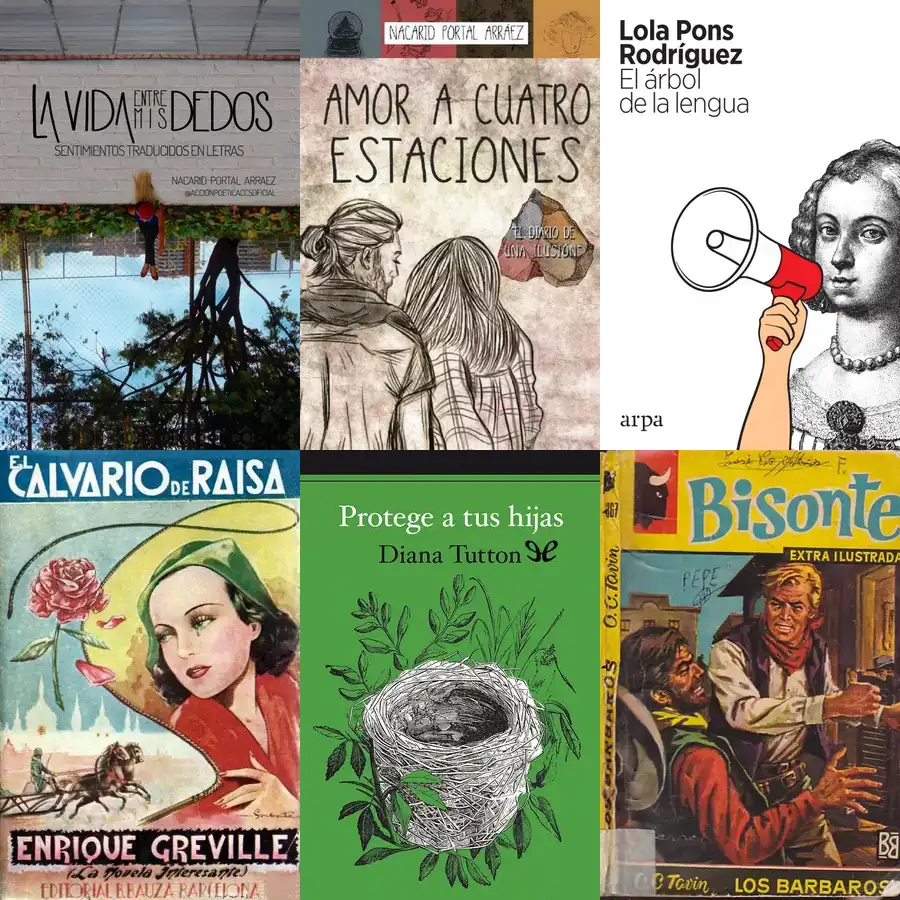 LA VIDA ENTRE MIS DEDOS
SENTIMIENTOS TRADUCIDOS EN LETRAS
NACARID PORTAL ARRAEZ
@ACCIONPOETICACCSOFICIAL
NACARID PORTAL ARRÁEZ
AMOR A CUATRO
ESTACIONES
"EL DIARIO DE
UNA ILUSIÓN"
Lola Pons
Rodríguez
El árbol
de la lengua
arpa
EL
CALVARIO DE RAISA
ENRIQUE GREVILLE
(La Novela Interesante)
EDITORIAL B. BAUZA-BARCELONA
Protege a tus hijas
Diana Tutton
Bisonte
EXTRA ILUSTRADA
PEPE
O.C. Tavin
BB
C Tavin LOS BARBAROS